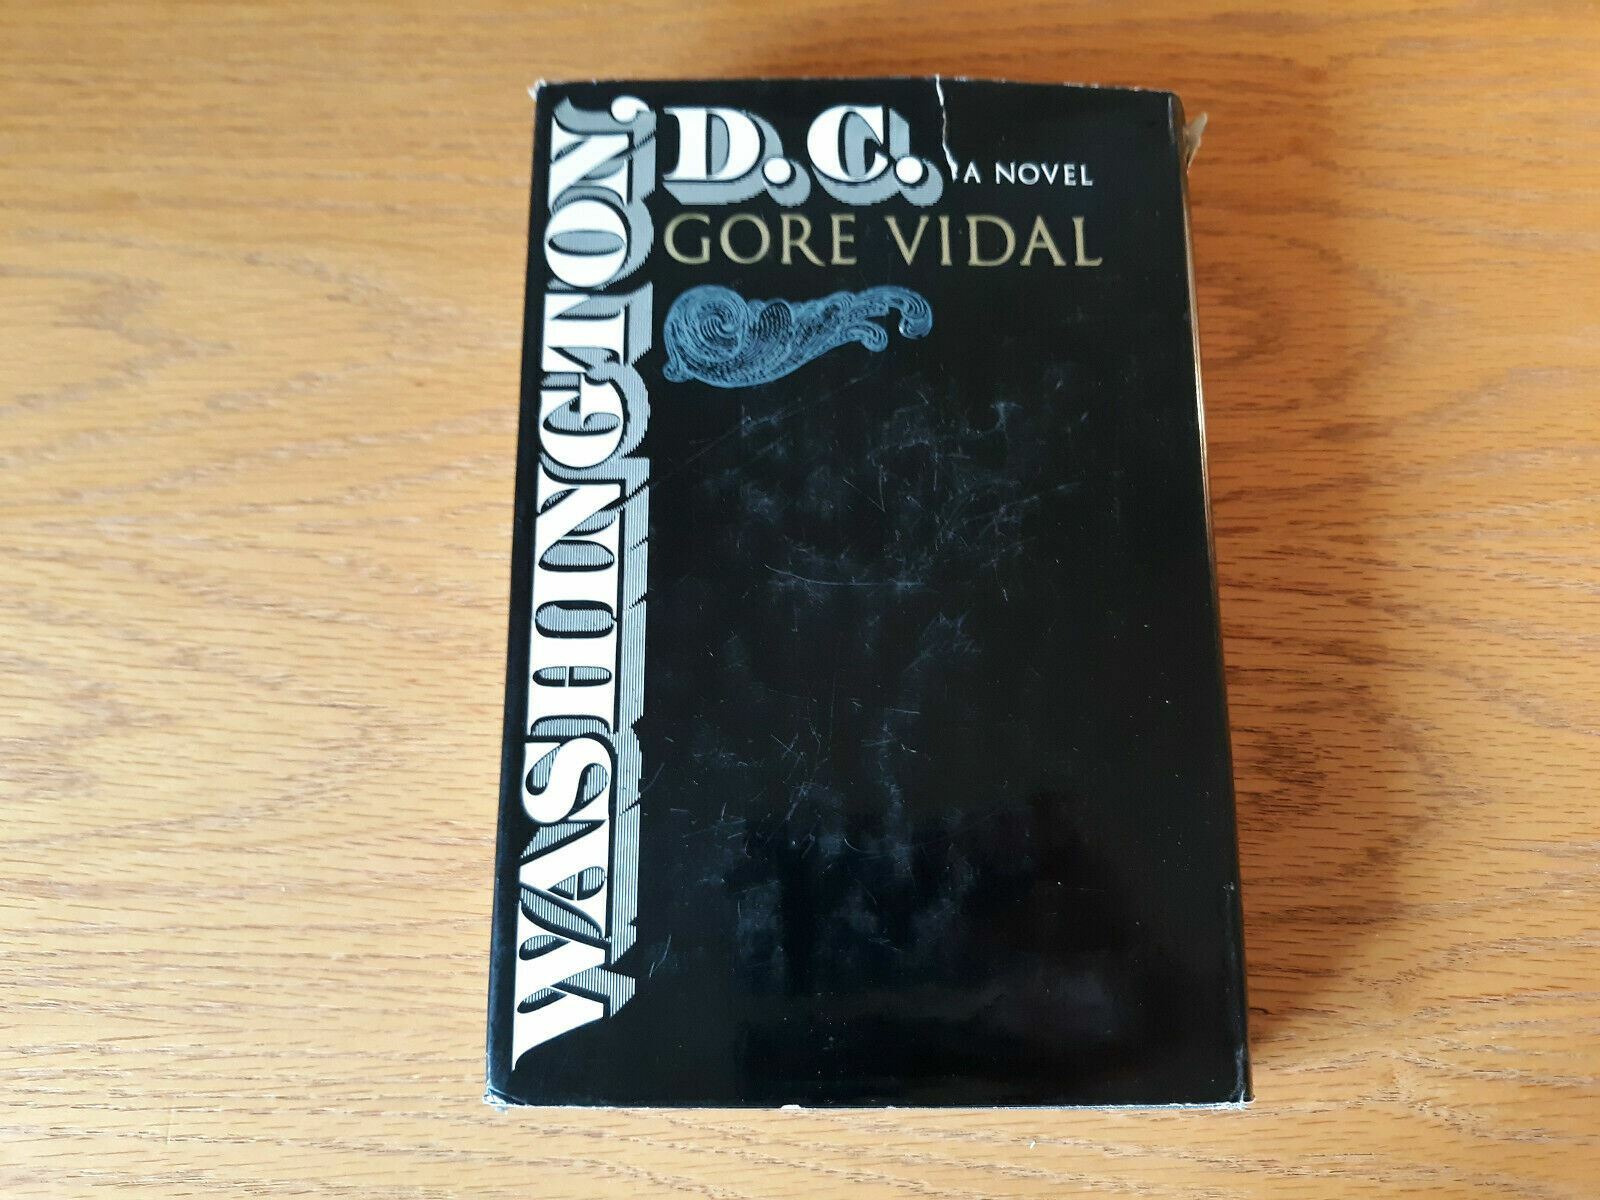 WASHINGTON,
D.C.
A NOVEL
GORE VIDAL